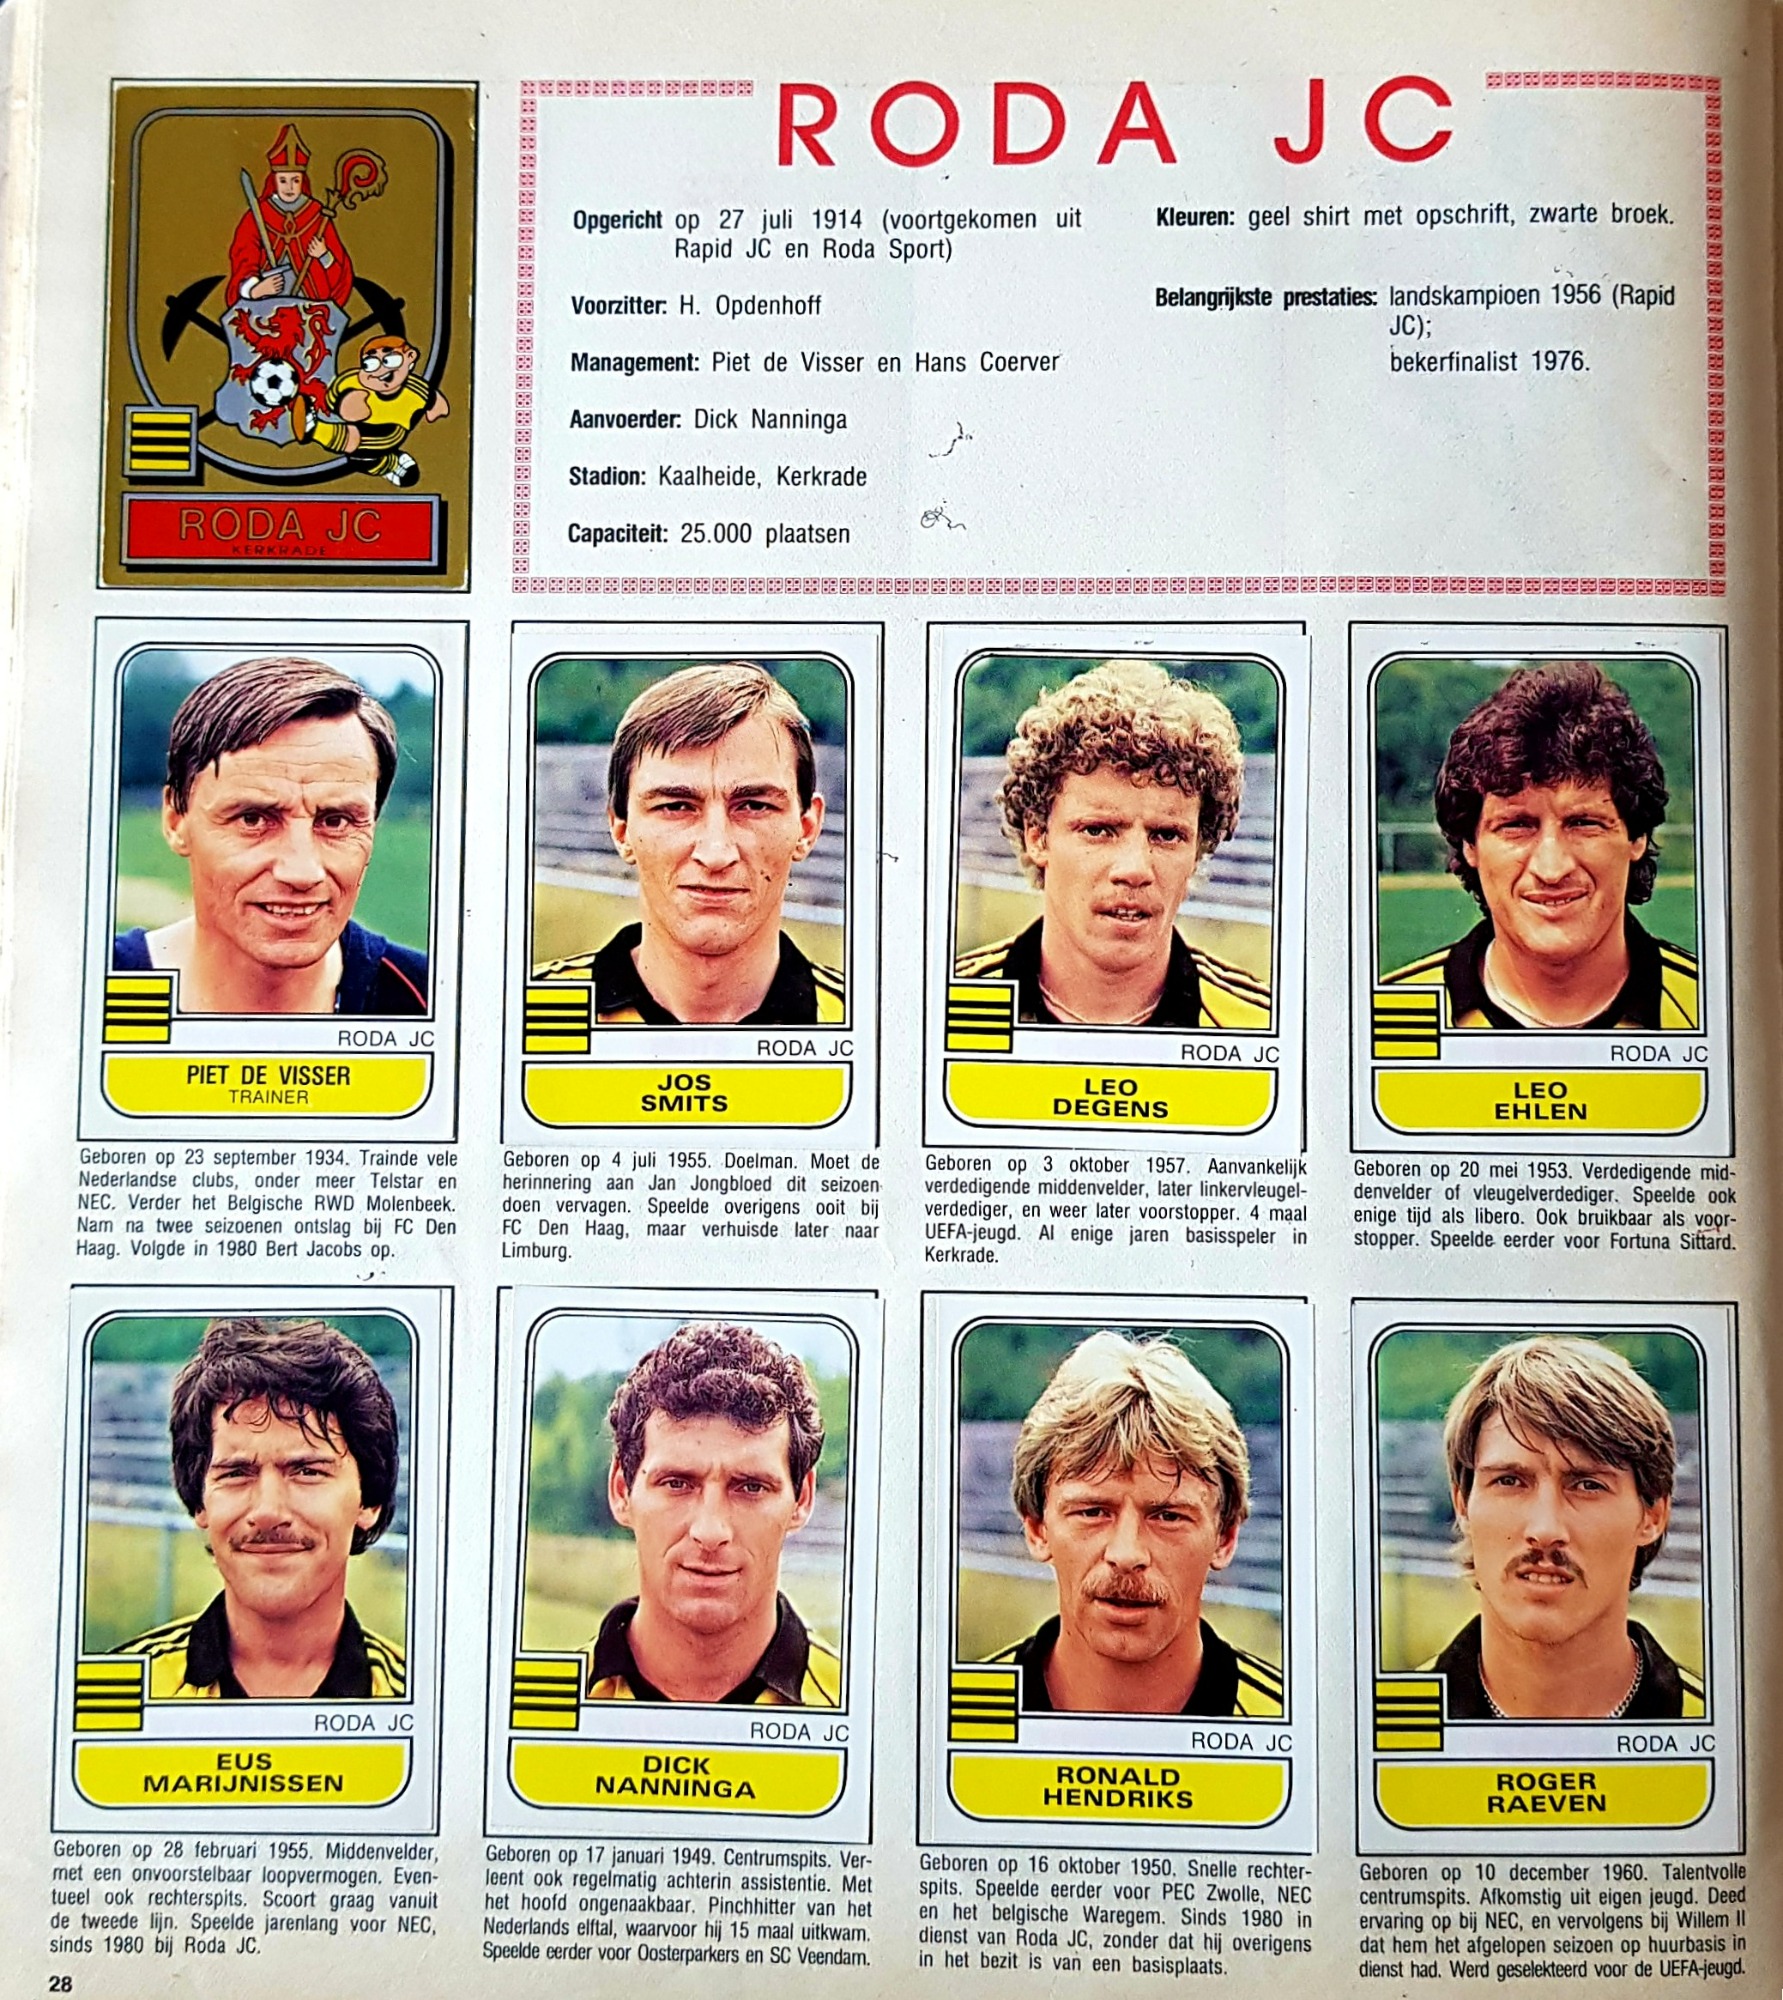 RODA JC
Opgericht op 27 juli 1914 (voortgekomen uit
Rapid JC en Roda Sport)
Voorzitter: H. Opdenhoff
Management: Piet de Visser en Hans Coerver
Aanvoerder: Dick Nanninga
Stadion: Kaalheide, Kerkrade
Capaciteit: 25.000 plaatsen
Kleuren: geel shirt met opschrift, zwarte broek.
Belangrijkste prestaties: landskampioen 1956 (Rapid
JC);
bekerfinalist 1976.
RODA JC
KERKRADE
RODA JC
PIET DE VISSER
TRAINER
Geboren op 23 september 1934. Trainde vele
Nederlandse clubs, onder meer Telstar en
NEC. Verder het Belgische RWD Molenbeek.
Nam na twee seizoenen ontslag bij FC Den
Haag. Volgde in 1980 Bert Jacobs op.
RODA JC
JOS
SMITS
Geboren op 4 juli 1955. Doelman. Moet de
herinnering aan Jan Jongbloed dit seizoen
doen vervagen. Speelde overigens ooit bij
FC Den Haag, maar verhuisde later naar
Limburg.
RODA JC
LEO
DEGENS
Geboren op 3 oktober 1957. Aanvankelijk
verdedigende middenvelder, later linkervleugel-
verdediger, en weer later voorstopper. 4 maal
UEFA-jeugd. Al enige jaren basisspeler in
Kerkrade.
RODA JC
LEO
EHLEN
Geboren op 20 mei 1953. Verdedigende mid-
denvelder of vleugelverdediger. Speelde ook
enige tijd als libero. Ook bruikbaar als voor-
stopper. Speelde eerder voor Fortuna Sittard.
RODA JC
EUS
MARIJNISSEN
Geboren op 28 februari 1955. Middenvelder,
met een onvoorstelbaar loopvermogen. Even-
tueel ook rechterspits. Scoort graag vanuit
de tweede lijn. Speelde jarenlang voor NEC,
sinds 1980 bij Roda JC.
RODA JC
DICK
NANNINGA
Geboren op 17 januari 1949. Centrumspits. Ver-
leent ook regelmatig achterin assistentie. Met
het hoofd ongenaakbaar. Pinchhitter van het
Nederlands elftal, waarvoor hij 15 maal uitkwam.
Speelde eerder voor Oosterparkers en SC Veendam.
RODA JC
RONALD
HENDRIKS
Geboren op 16 oktober 1950. Snelle rechter-
spits. Speelde eerder voor PEC Zwolle, NEC
en het belgische Waregem. Sinds 1980 in
dienst van Roda JC, zonder dat hij overigens
in het bezit is van een basisplaats.
RODA JC
ROGER
RAEVEN
Geboren op 10 december 1960. Talentvolle
centrumspits. Afkomstig uit eigen jeugd. Deed
ervaring op bij NEC, en vervolgens bij Willem II
dat hem het afgelopen seizoen op huurbasis in
dienst had. Werd geselekteerd voor de UEFA-jeugd.
28